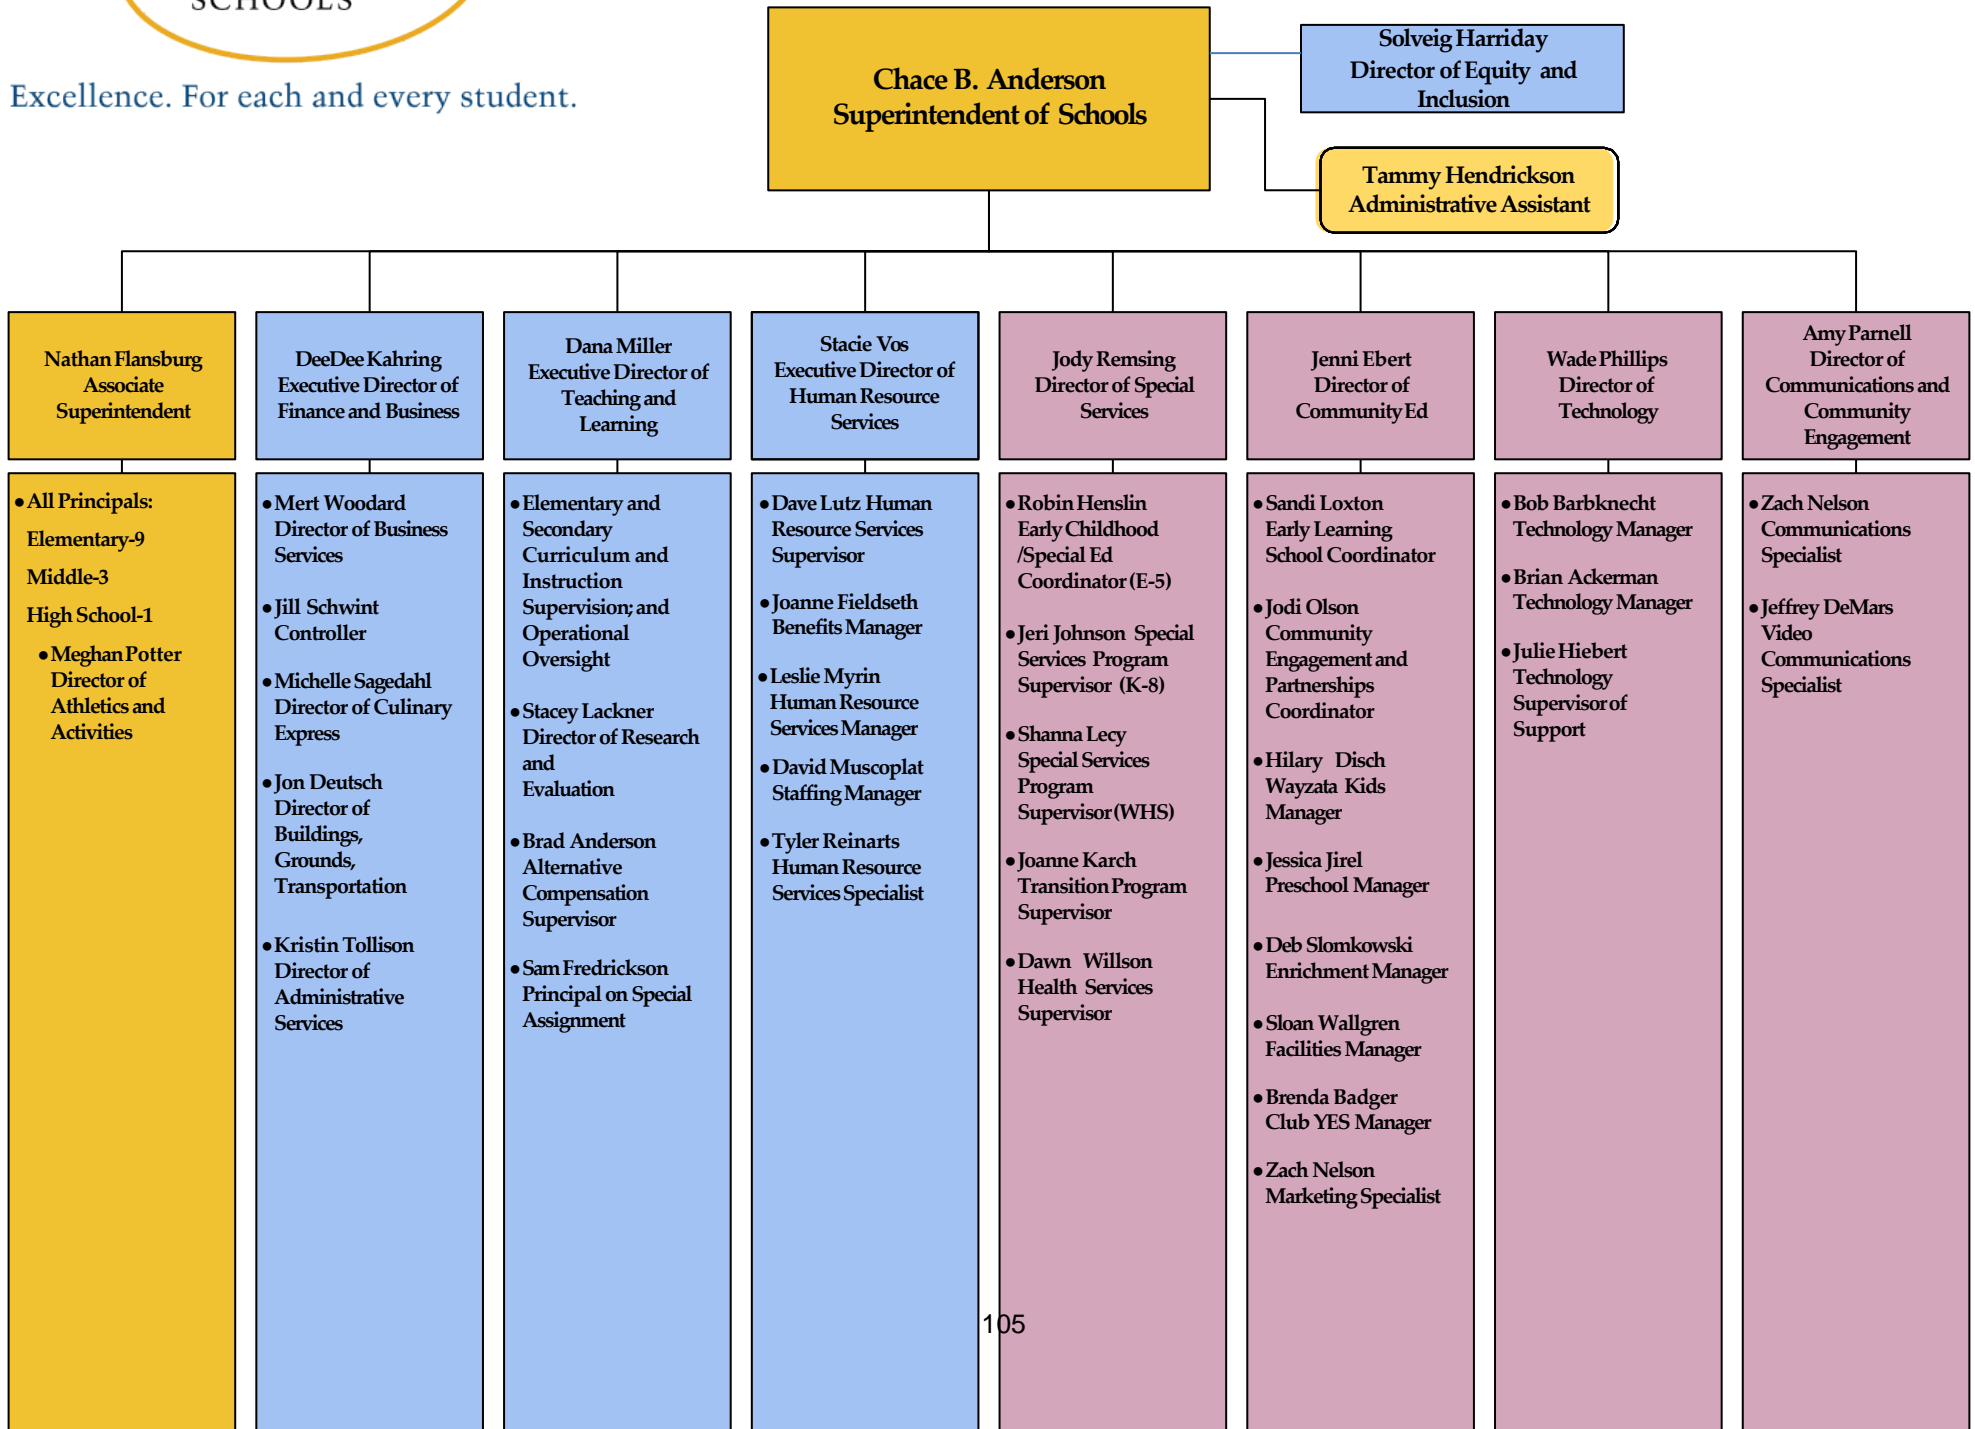 SCHOOLS
Excellence. For each and every student.
Chace B. Anderson
Superintendent of Schools
Solveig Harriday
Director of Equity and
Inclusion
Tammy Hendrickson
Administrative Assistant
Nathan Flansburg
Associate
Superintendent
DeeDee Kahring
Executive Director of
Finance and Business
Dana Miller
Executive Director of
Teaching and
Learning
Stacie Vos
Executive Director of
Human Resource
Services
Jody Remsing
Director of Special
Services
Jenni Ebert
Director of
Community Ed
Wade Phillips
Director of
Technology
Amy Parnell
Director of
Communications and
Community
Engagement
• All Principals:
Elementary-9
Middle-3
High School-1
• Meghan Potter
Director of
Athletics and
Activities
• Mert Woodard
Director of Business
Services
• Jill Schwint
Controller
• Michelle Sagedahl
Director of Culinary
Express
• Jon Deutsch
Director of
Buildings,
Grounds,
Transportation
• Kristin Tollison
Director of
Administrative
Services
• Elementary and
Secondary
Curriculum and
Instruction
Supervision; and
Operational
Oversight
• Stacey Lackner
Director of Research
and
Evaluation
• Brad Anderson
Alternative
Compensation
Supervisor
• Sam Fredrickson
Principal on Special
Assignment
• Dave Lutz Human
Resource Services
Supervisor
• Joanne Fieldseth
Benefits Manager
• Leslie Myrin
Human Resource
Services Manager
• David Muscoplat
Staffing Manager
• Tyler Reinarts
Human Resource
Services Specialist
• Robin Henslin
Early Childhood
/Special Ed
Coordinator (E-5)
• Jeri Johnson Special
Services Program
Supervisor (K-8)
• Shanna Lecy
Special Services
Program
Supervisor (WHS)
• Joanne Karch
Transition Program
Supervisor
• Dawn Willson
Health Services
Supervisor
• Sandi Loxton
Early Learning
School Coordinator
• Jodi Olson
Community
Engagement and
Partnerships
Coordinator
• Hilary Disch
Wayzata Kids
Manager
• Jessica Jirel
Preschool Manager
• Deb Slomkowski
Enrichment Manager
• Sloan Wallgren
Facilities Manager
• Brenda Badger
Club YES Manager
• Zach Nelson
Marketing Specialist
• Bob Barbknecht
Technology Manager
• Brian Ackerman
Technology Manager
• Julie Hiebert
Technology
Supervisor of
Support
• Zach Nelson
Communications
Specialist
• Jeffrey DeMars
Video
Communications
Specialist
105